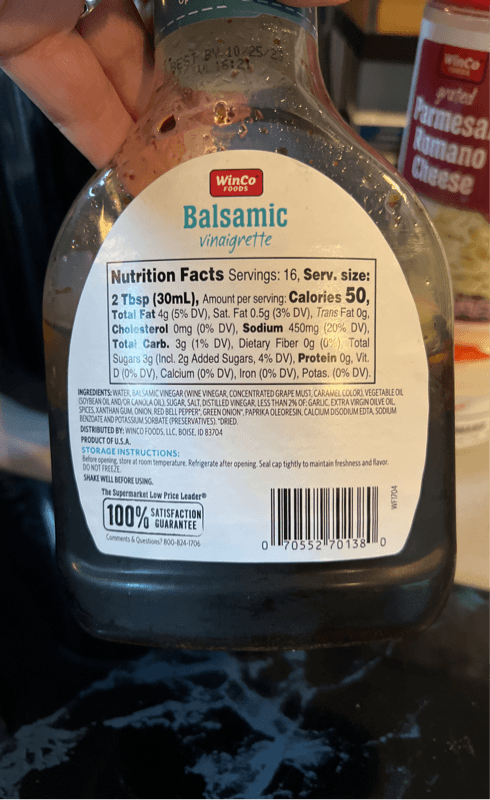 BEST BY 10/25/2
16:21
WinCo
FOODS
Balsamic
vinaigrette
Nutrition Facts Servings: 16, Serv. size:
2 Tbsp (30mL), Amount per serving: Calories 50,
Total Fat 4g (5% DV), Sat. Fat 0.5g (3% DV), Trans Fat 0g,
Cholesterol 0mg (0% DV), Sodium 450mg (20% DV),
Total Carb. 3g (1% DV), Dietary Fiber 0g (0%), Total
Sugars 3g (Incl. 2g Added Sugars, 4% DV), Protein 0g, Vit.
D (0% DV), Calcium (0% DV), Iron (0% DV), Potas. (0% DV).
INGREDIENTS: WATER, BALSAMIC VINEGAR (WINE VINEGAR, CONCENTRATED GRAPE MUST, CARAMEL COLOR), VEGETABLE OIL
(SOYBEAN OIL AND/OR CANOLA OIL), SUGAR, SALT, DISTILLED VINEGAR, LESS THAN 2% OF: GARLIC, EXTRA VIRGIN OLIVE OIL,
SPICES, XANTHAN GUM, ONION, RED BELL PEPPER*, GREEN ONION*, PAPRIKA OLEORESIN, CALCIUM DISODIUM EDTA, SODIUM
BENZOATE AND POTASSIUM SORBATE (PRESERVATIVES). *DRIED.
DISTRIBUTED BY: WINCO FOODS, LLC, BOISE, ID 83704
PRODUCT OF U.S.A.
STORAGE INSTRUCTIONS:
Before opening, store at room temperature. Refrigerate after opening. Seal cap tightly to maintain freshness and flavor.
DO NOT FREEZE.
SHAKE WELL BEFORE USING.
The Supermarket Low Price Leader®
100% SATISFACTION
GUARANTEE
Comments & Questions? 800-824-1706
0 70552 70138 0
WF1704
WinCo
FOODS
grated
Parmesa
Romano
Cheese